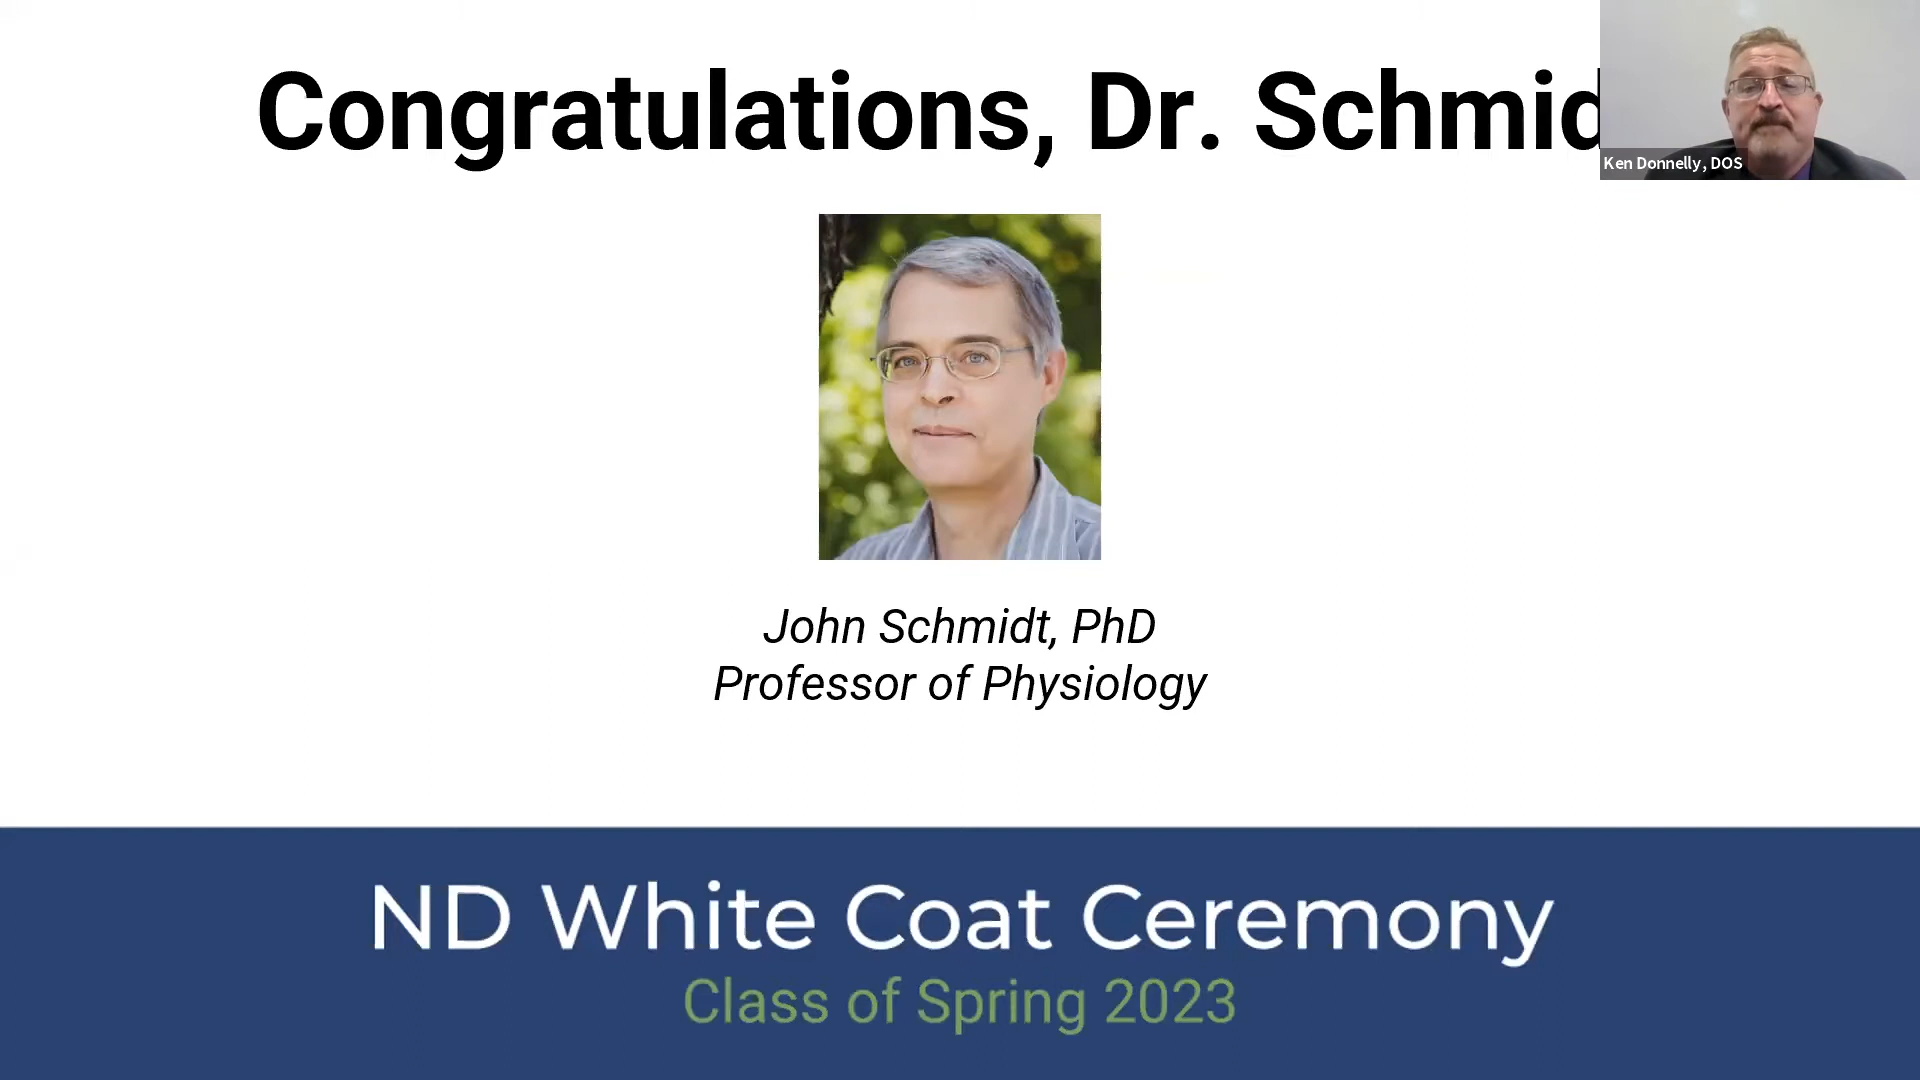 Congratulations, Dr. Schmid
Ken Donnelly, DOS
John Schmidt, PhD
Professor of Physiology
ND White Coat Ceremony
Class of Spring 2023